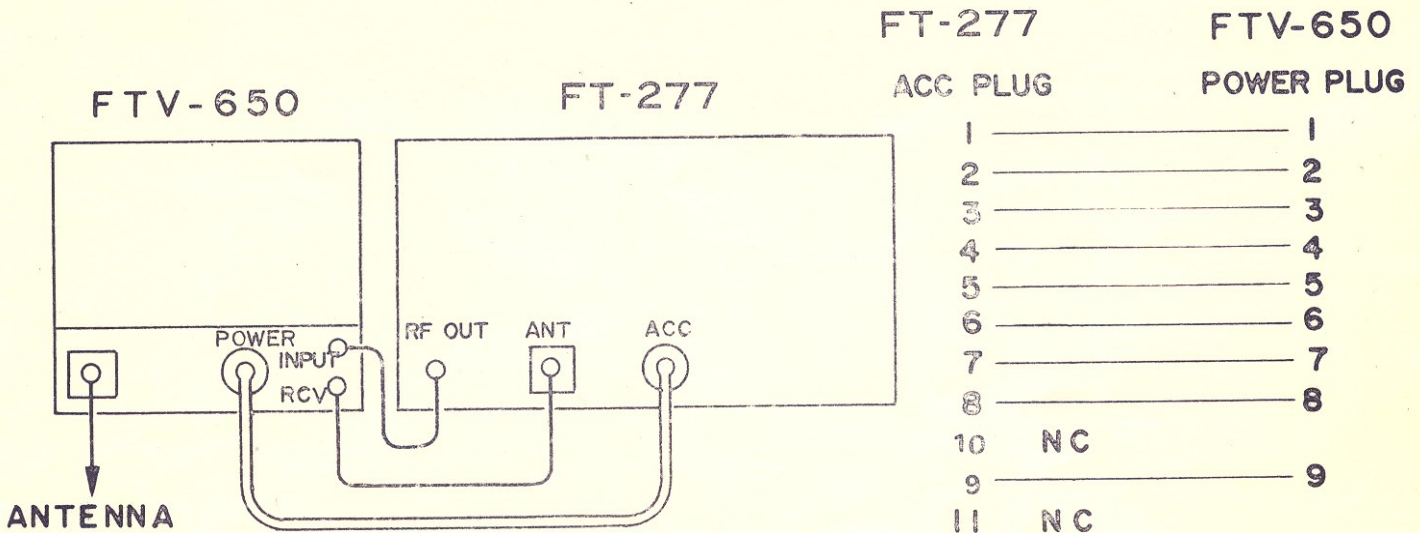 FTV-650
FT-277
POWER
INPUT
RCV
RF OUT
ANT
ACC
ANTENNA
FT-277 FTV-650
ACC PLUG POWER PLUG
1 1
2 2
3 3
4 4
5 5
6 6
7 7
8 8
10 NC
9 9
11 NC